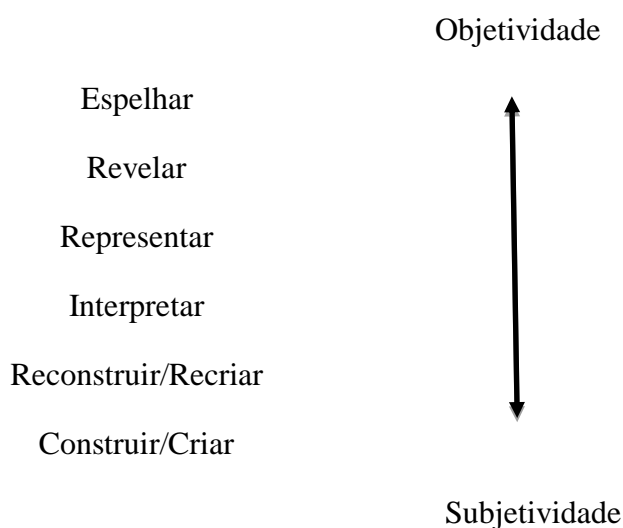 Objetividade
Espelhar
Revelar
Representar
Interpretar
Reconstruir/Recriar
Construir/Criar
Subjetividade